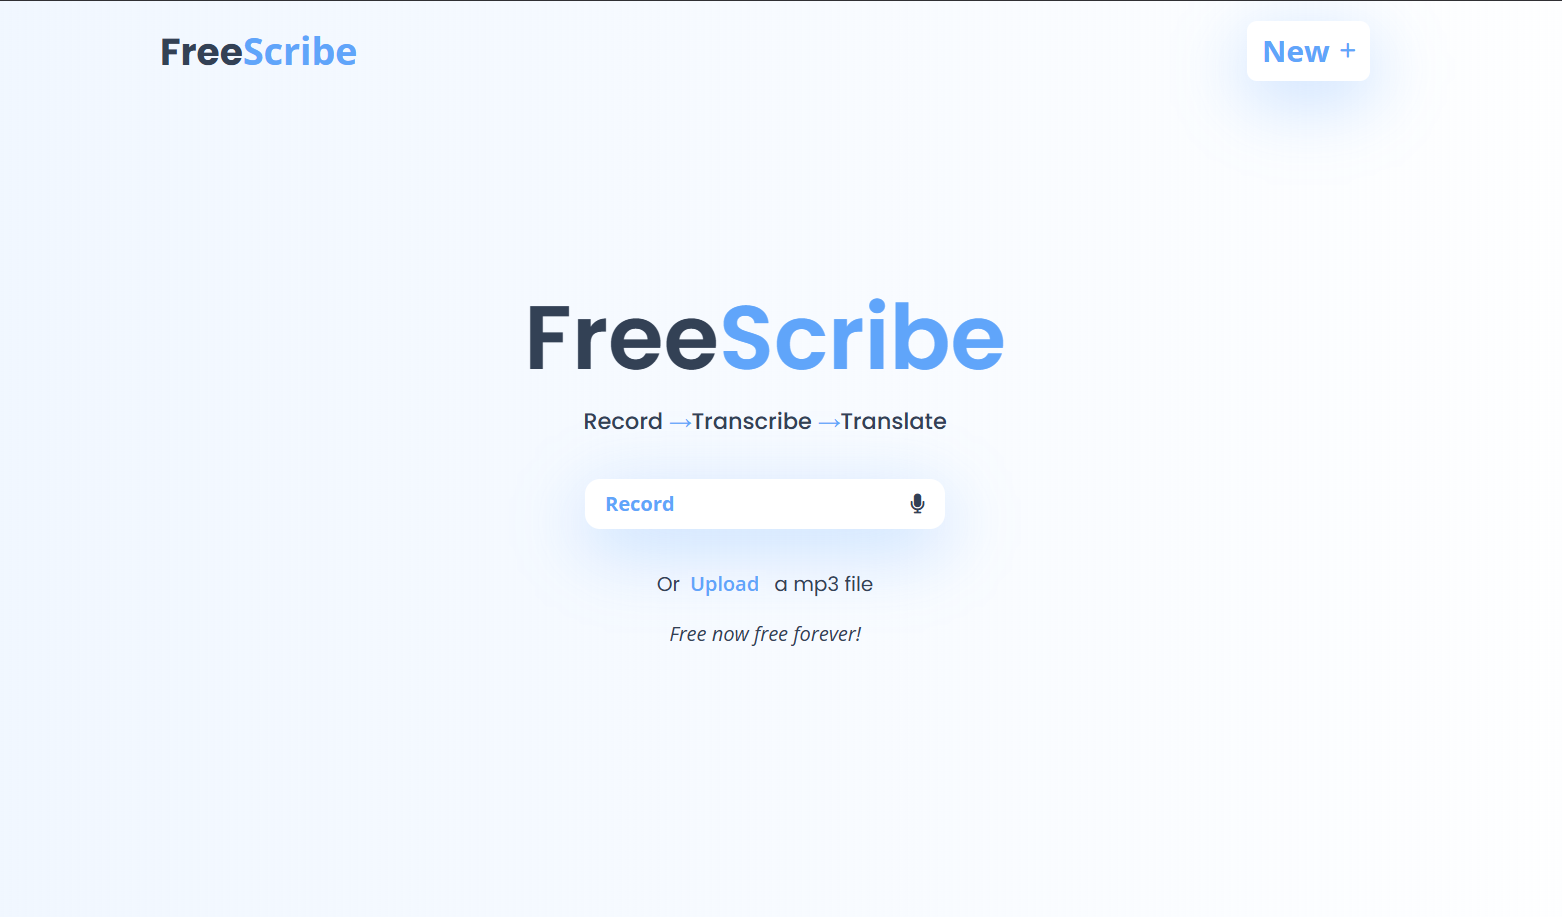 FreeScribe
New +
FreeScribe
Record →Transcribe →Translate
Record
Or Upload a mp3 file
Free now free forever!